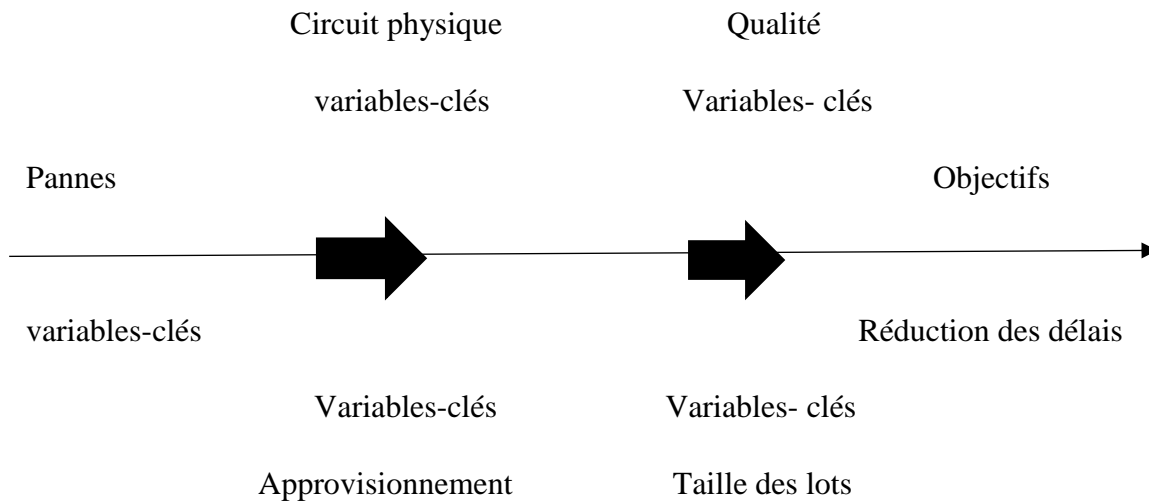 Circuit physique Qualité
variables-clés Variables- clés
Pannes Objectifs
variables-clés Réduction des délais
Variables-clés Variables- clés
Approvisionnement Taille des lots